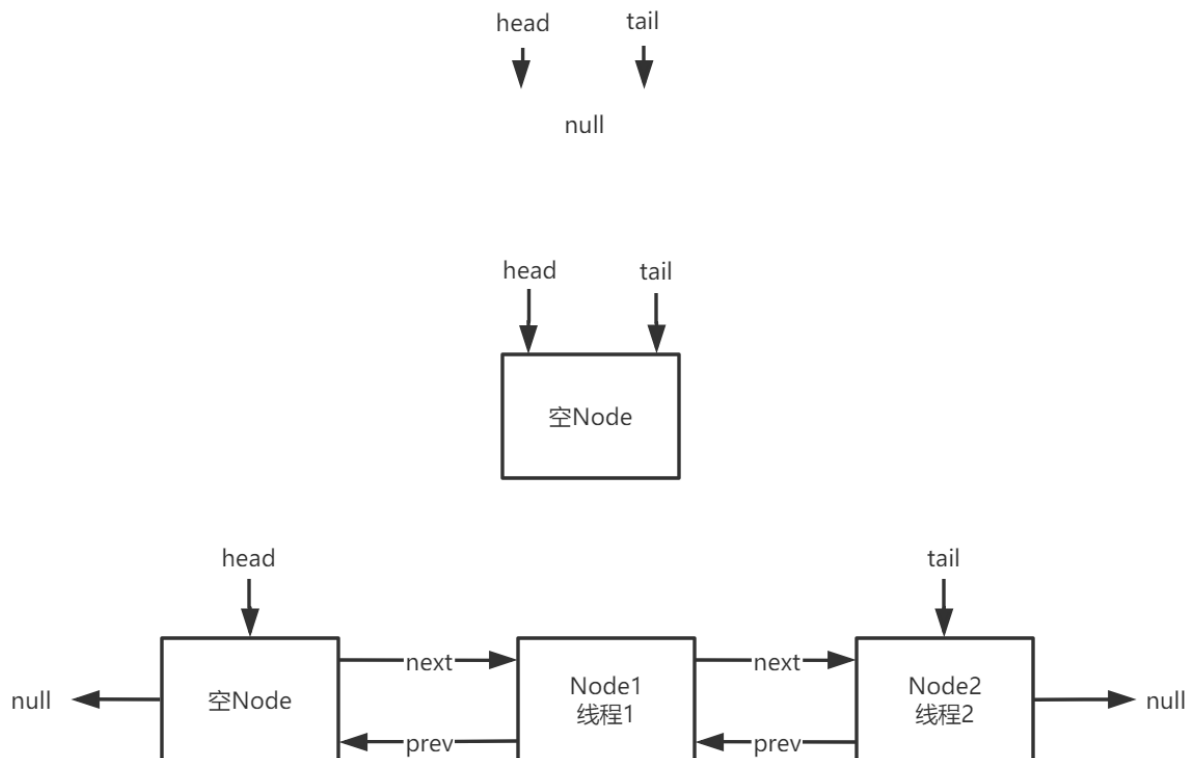 head tail
null
head tail
空Node
head tail
next next
null 空Node Node1 Node2 null
线程1 线程2
prev prev